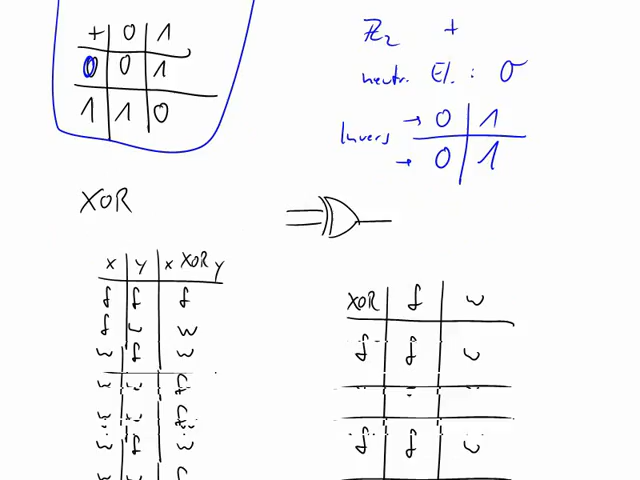 + 0 1
0 0 1
1 1 0
ℤ₂ +
neutr. El. : 0
Invers → 0 1
→ 0 1
XOR
x y x XOR y
f f f
f w w
w f w
w w f
w w f
w f w
XOR f w
f f w
f f w